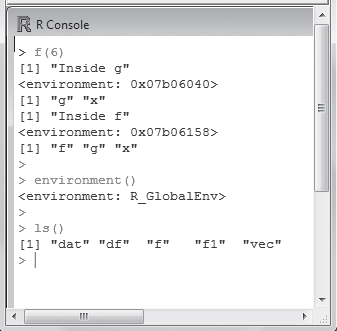 R Console
> f(6)
[1] "Inside g"
<environment: 0x07b06040>
[1] "g" "x"
[1] "Inside f"
<environment: 0x07b06158>
[1] "f" "g" "x"
>
> environment()
<environment: R_GlobalEnv>
>
> ls()
[1] "dat" "df"  "f"   "f1"  "vec"
>